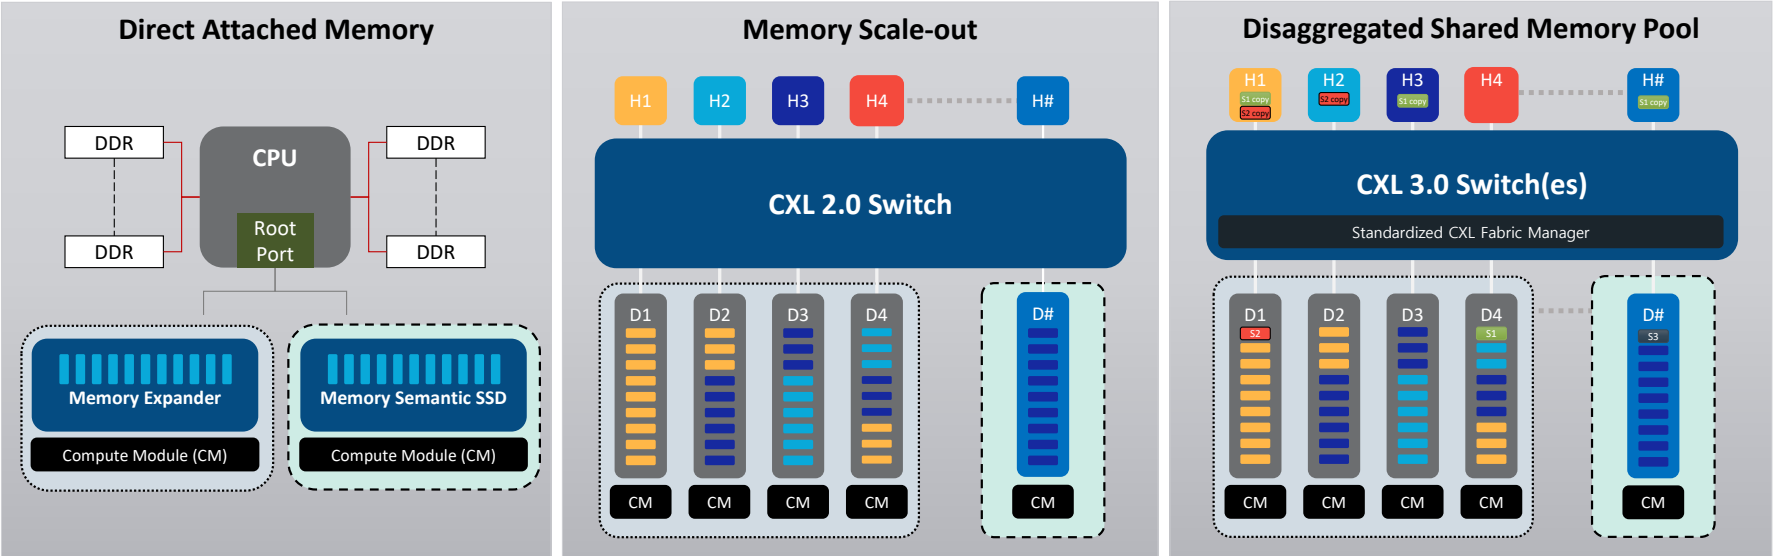 Direct Attached Memory
DDR
CPU
DDR
Root
Port
DDR
DDR
Memory Expander
Memory Semantic SSD
Compute Module (CM)
Compute Module (CM)
Memory Scale-out
H1
H2
H3
H4
H#
CXL 2.0 Switch
D1
D2
D3
D4
D#
CM
CM
CM
CM
CM
Disaggregated Shared Memory Pool
H1
S1 copy
S2 copy
H2
S2 copy
H3
S1 copy
H4
H#
S1 copy
CXL 3.0 Switch(es)
Standardized CXL Fabric Manager
D1
S2
D2
D3
D4
S1
D#
S3
CM
CM
CM
CM
CM